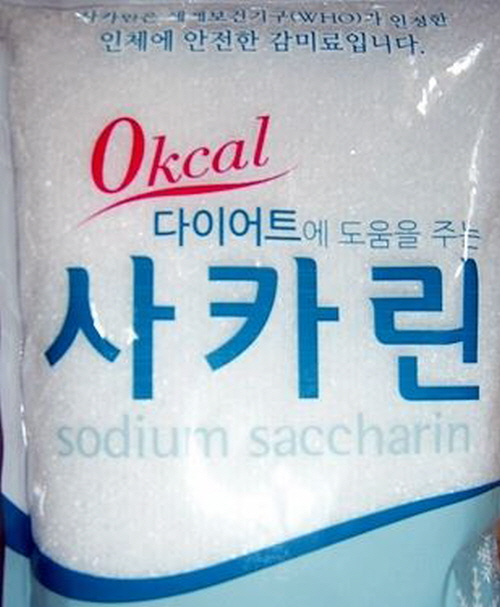 사카린은 세계보건기구(WHO)가 인정한
인체에 안전한 감미료입니다.
0kcal
다이어트에 도움을 주는
사카린
sodium saccharin